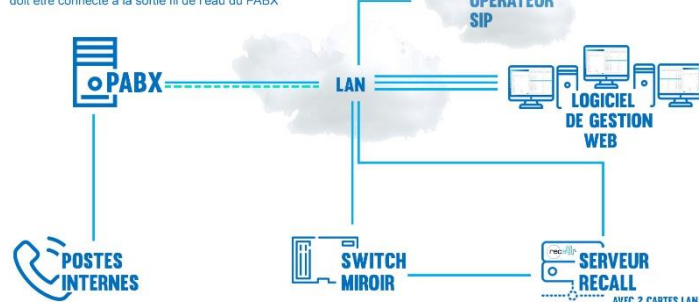 doit être connecté à la sortie fil de l'eau du PABX
OPÉRATEUR
SIP
PABX
LAN
LOGICIEL
DE GESTION
WEB
POSTES
INTERNES
SWITCH
MIROIR
SERVEUR
RECALL
AVEC 2 CARTES LAN